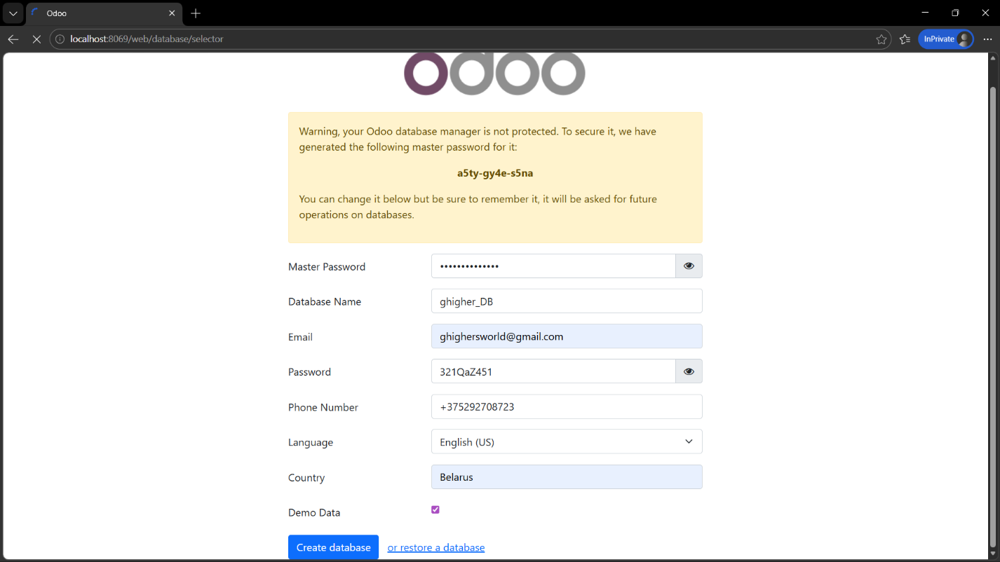 Odoo
localhost:8069/web/database/selector
InPrivate
odoo
Warning, your Odoo database manager is not protected. To secure it, we have
generated the following master password for it:
a5ty-gy4e-s5na
You can change it below but be sure to remember it, it will be asked for future
operations on databases.
Master Password ••••••••••••••
Database Name ghigher_DB
Email ghighersworld@gmail.com
Password 321QaZ451
Phone Number +375292708723
Language English (US)
Country Belarus
Demo Data
Create database or restore a database